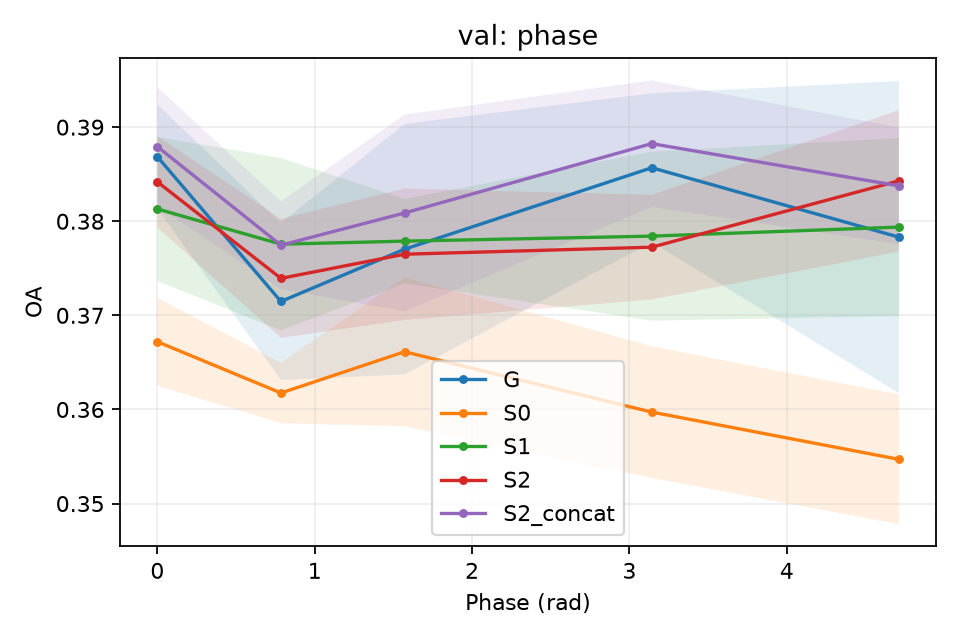 val: phase
OA
0.39
0.38
0.37
0.36
0.35
G
S0
S1
S2
S2_concat
0 1 2 3 4
Phase (rad)